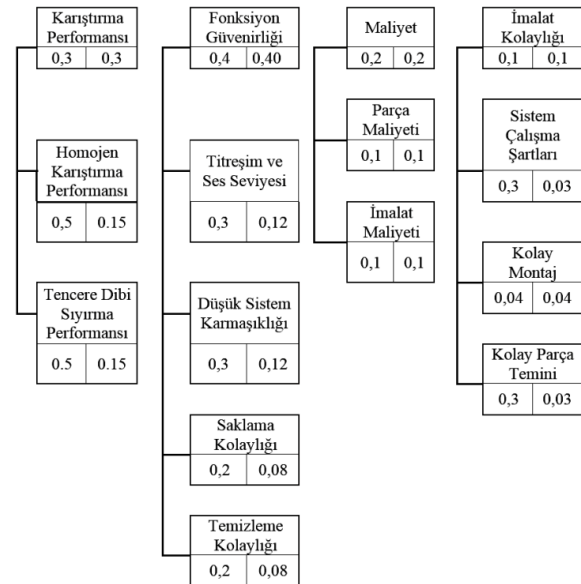 Karıştırma
Performansı
0,3 0,3
Homojen
Karıştırma
Performansı
0,5 0.15
Tencere Dibi
Sıyırma
Performansı
0.5 0.15
Fonksiyon
Güvenirliği
0,4 0,40
Titreşim ve
Ses Seviyesi
0,3 0,12
Düşük Sistem
Karmaşıklığı
0,3 0,12
Saklama
Kolaylığı
0,2 0,08
Temizleme
Kolaylığı
0,2 0,08
Maliyet
0,2 0,2
Parça
Maliyeti
0,1 0,1
İmalat
Maliyeti
0,1 0,1
İmalat
Kolaylığı
0,1 0,1
Sistem
Çalışma
Şartları
0,3 0,03
Kolay
Montaj
0,04 0,04
Kolay Parça
Temini
0,3 0,03